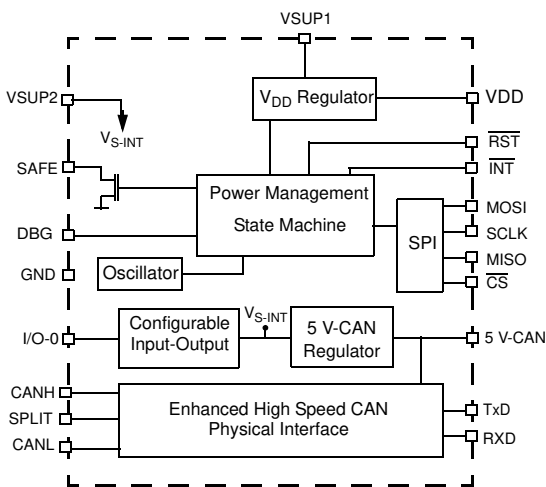 VSUP1
VSUP2
VDD Regulator
VDD
VS-INT
RST
INT
SAFE
Power Management
State Machine
MOSI
SCLK
MISO
CS
SPI
DBG
GND
Oscillator
VS-INT
I/O-0
Configurable
Input-Output
5 V-CAN
Regulator
5 V-CAN
CANH
SPLIT
CANL
Enhanced High Speed CAN
Physical Interface
TxD
RXD